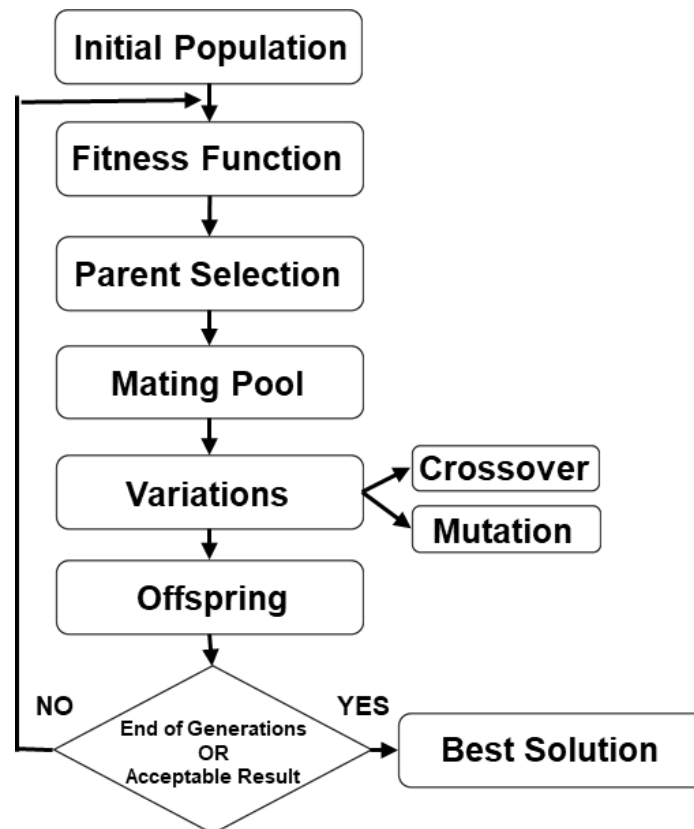 Initial Population
Fitness Function
Parent Selection
Mating Pool
Variations
Crossover
Mutation
Offspring
NO
YES
End of Generations
OR
Acceptable Result
Best Solution